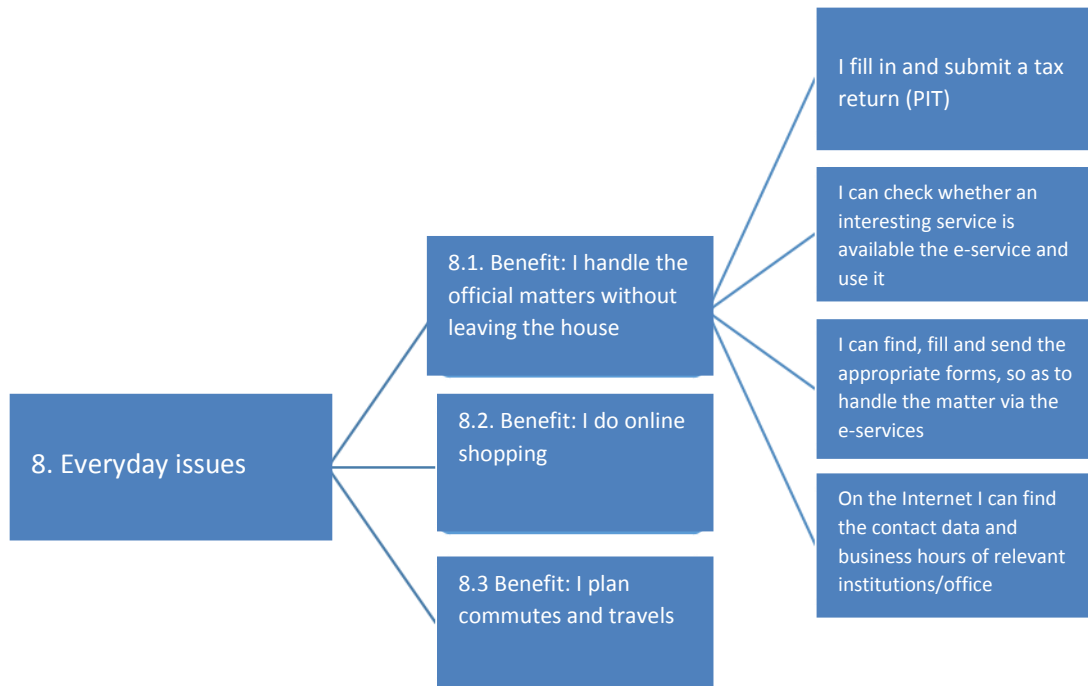 8. Everyday issues
8.1. Benefit: I handle the
official matters without
leaving the house
8.2. Benefit: I do online
shopping
8.3 Benefit: I plan
commutes and travels
I fill in and submit a tax
return (PIT)
I can check whether an
interesting service is
available the e-service and
use it
I can find, fill and send the
appropriate forms, so as to
handle the matter via the
e-services
On the Internet I can find
the contact data and
business hours of relevant
institutions/office